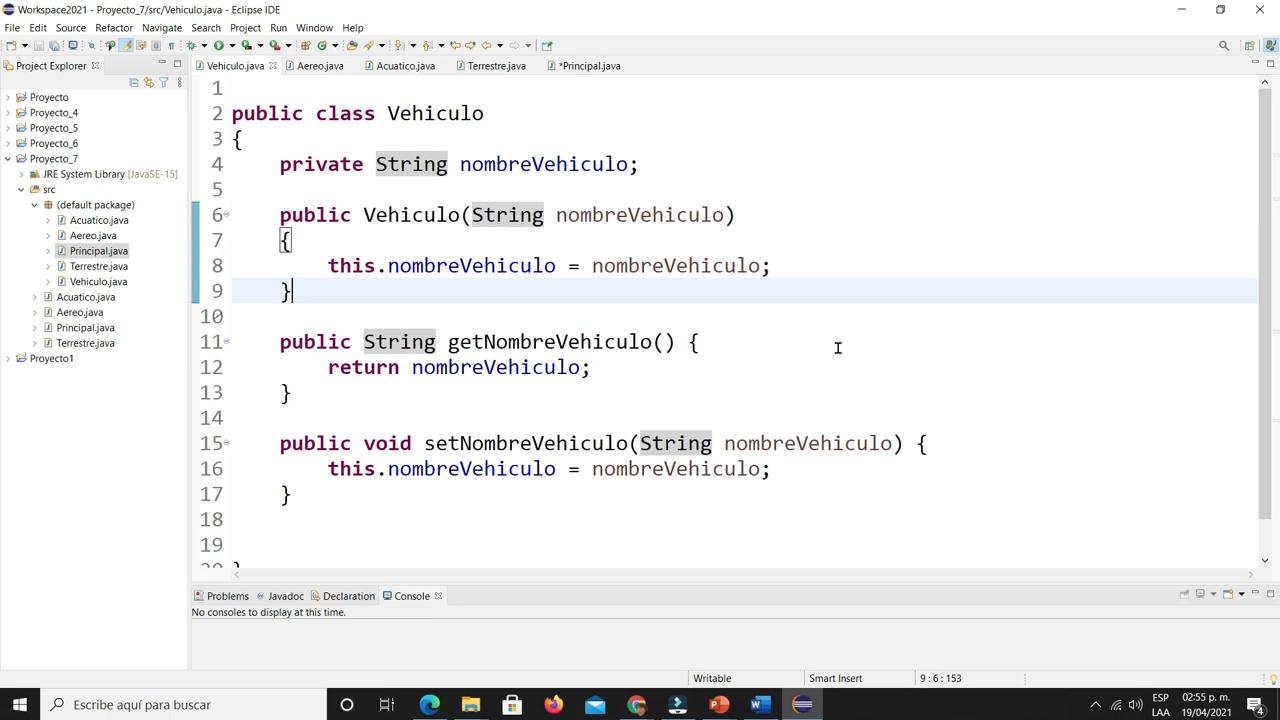 Workspace2021 - Proyecto_7/src/Vehiculo.java - Eclipse IDE
File Edit Source Refactor Navigate Search Project Run Window Help
Project Explorer
Vehiculo.java Aereo.java Acuatico.java Terrestre.java *Principal.java
Proyecto
Proyecto_4
Proyecto_5
Proyecto_6
Proyecto_7
JRE System Library [JavaSE-15]
src
(default package)
Acuatico.java
Aereo.java
Principal.java
Terrestre.java
Vehiculo.java
Acuatico.java
Aereo.java
Principal.java
Terrestre.java
Proyecto1
1
2 public class Vehiculo
3 {
4 private String nombreVehiculo;
5
6 public Vehiculo(String nombreVehiculo)
7 {
8 this.nombreVehiculo = nombreVehiculo;
9 }
10
11 public String getNombreVehiculo() {
12 return nombreVehiculo;
13 }
14
15 public void setNombreVehiculo(String nombreVehiculo) {
16 this.nombreVehiculo = nombreVehiculo;
17 }
18
19
Problems Javadoc Declaration Console
No consoles to display at this time.
Writable Smart Insert 9 : 6 : 153
Escribe aquí para buscar
ESP 02:55 p. m.
LAA 19/04/2021 4